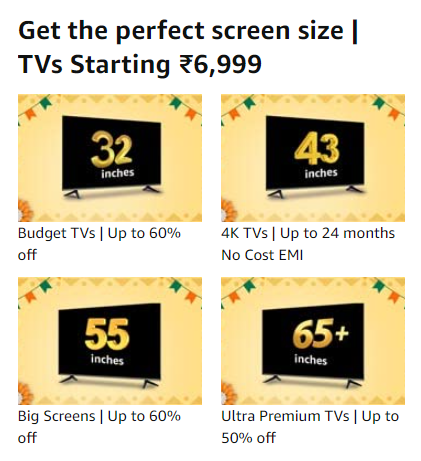 Get the perfect screen size |
TVs Starting ₹6,999
32
inches
43
inches
Budget TVs | Up to 60%
off
4K TVs | Up to 24 months
No Cost EMI
55
inches
65+
inches
Big Screens | Up to 60%
off
Ultra Premium TVs | Up to
50% off